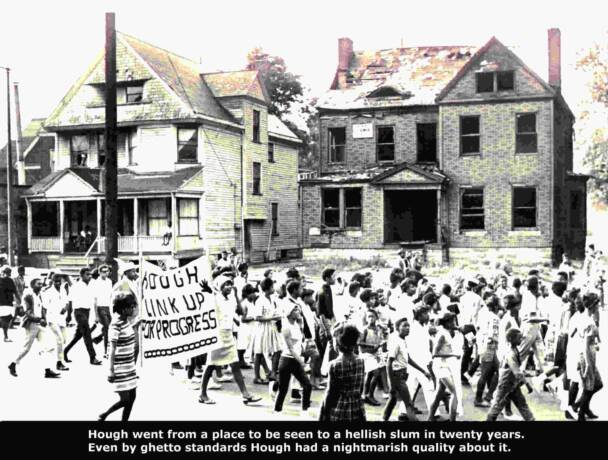 HOUGH
LINK UP
FOR PROGRESS
Hough went from a place to be seen to a hellish slum in twenty years.
Even by ghetto standards Hough had a nightmarish quality about it.